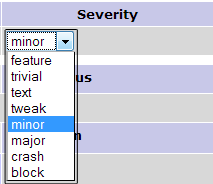 Severity
minor
feature
trivial
text
tweak
minor
major
crash
block